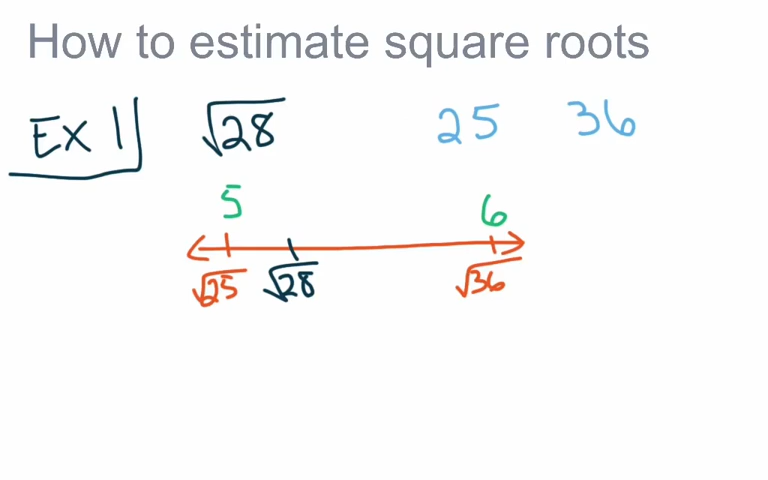 How to estimate square roots
Ex 1 √28 25 36
5 6
√25 √28 √36